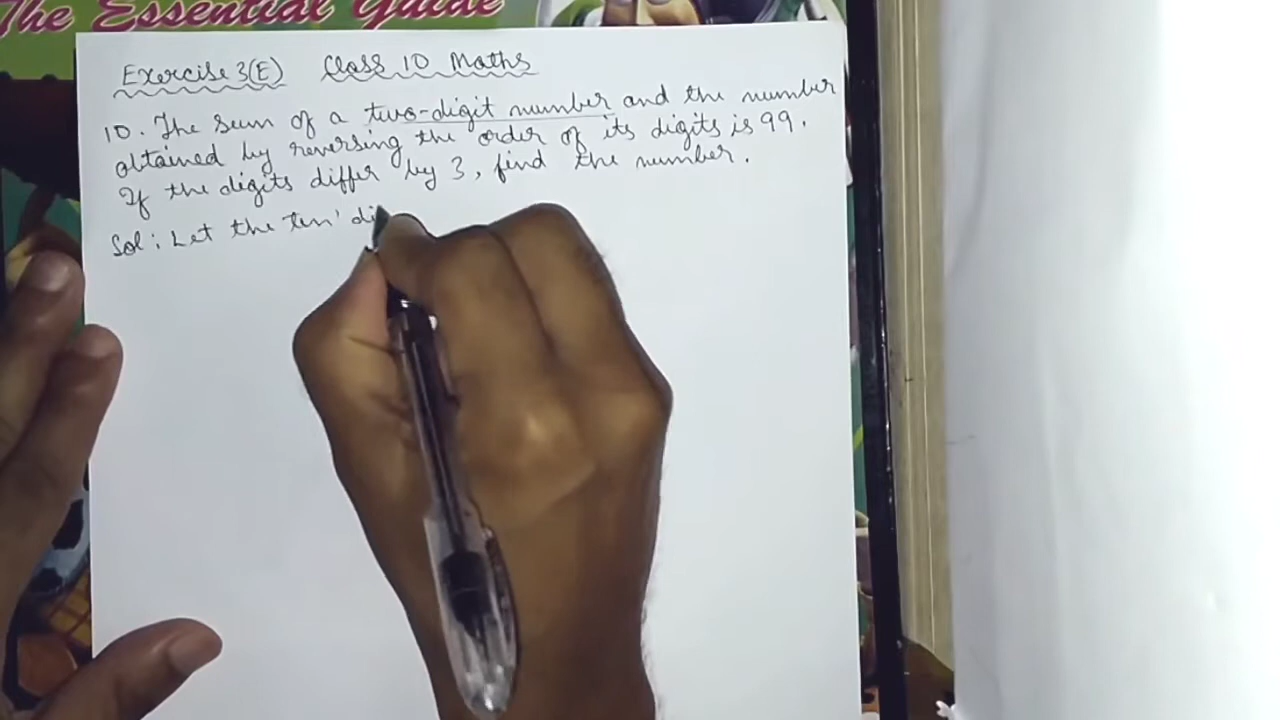 The Essential Guide
Exercise 3(E) Class 10 Maths
10. The sum of a two-digit number and the number
obtained by reversing the order of its digits is 99.
If the digits differ by 3, find the number.
Sol: Let the ten' di